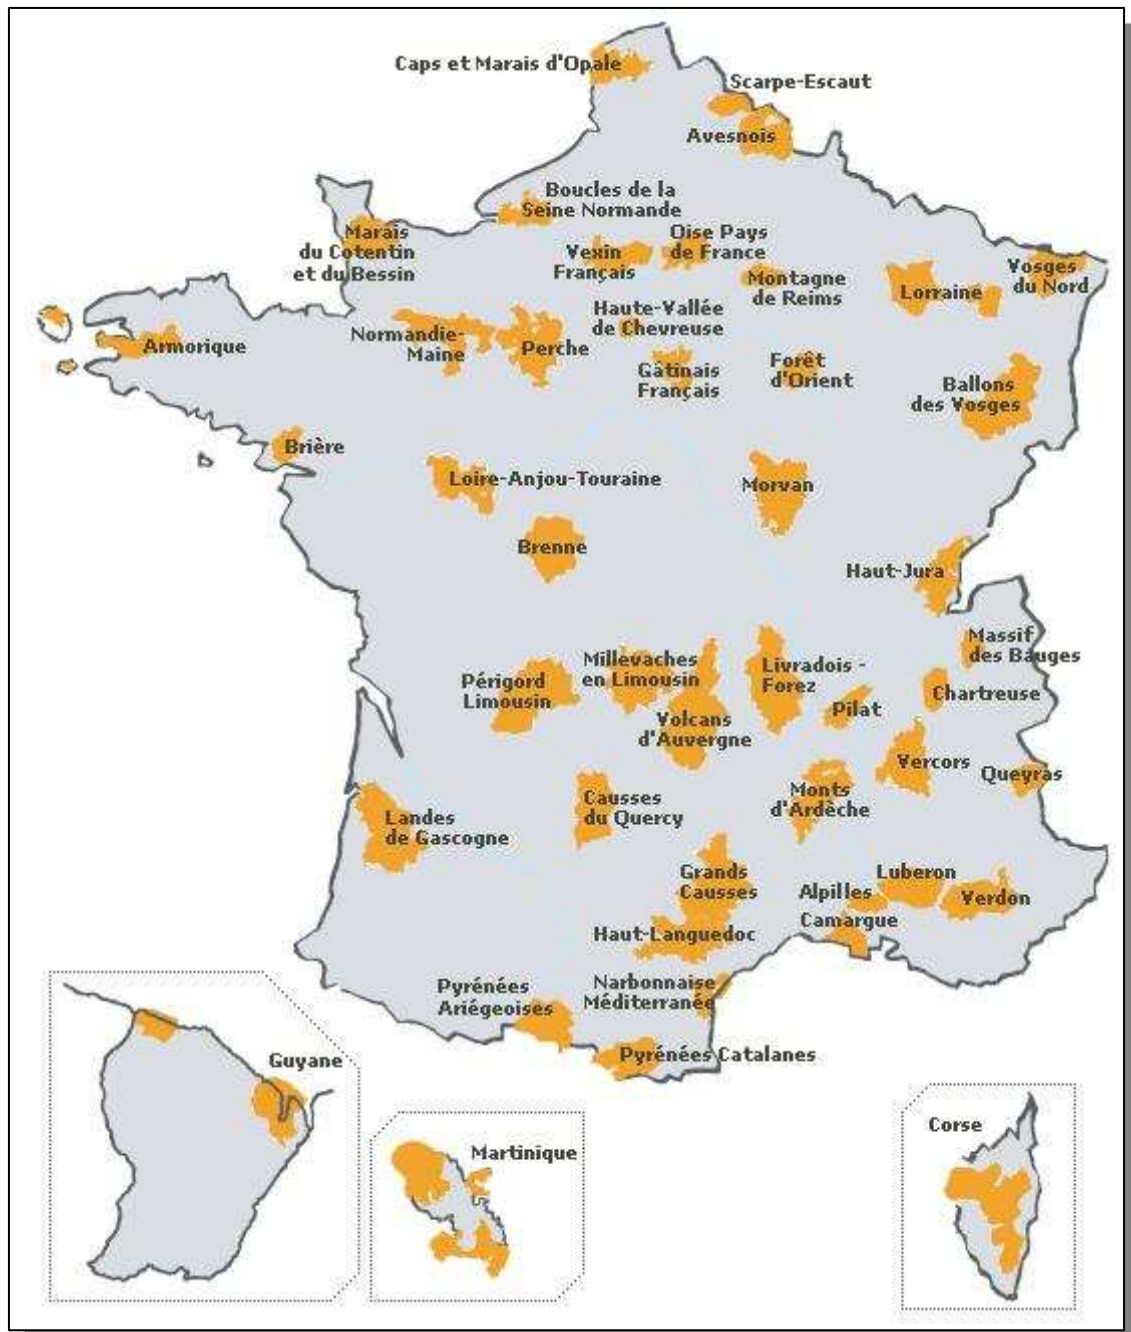 Caps et Marais d'Opale
Scarpe-Escaut
Avesnois
Boucles de la
Seine Normande
Marais
du Cotentin
et du Bessin
Vexin
Français
Oise Pays
de France
Montagne
de Reims
Lorraine
Vosges
du Nord
Armorique
Normandie-
Maine
Perche
Haute-Vallée
de Chevreuse
Gâtinais
Français
Forêt
d'Orient
Ballons
des Vosges
Brière
Loire-Anjou-Touraine
Morvan
Brenne
Haut-Jura
Massif
des Bauges
Périgord
Limousin
Millevaches
en Limousin
Volcans
d'Auvergne
Livradois -
Forez
Pilat
Chartreuse
Vercors
Queyras
Landes
de Gascogne
Causses
du Quercy
Monts
d'Ardèche
Grands
Causses
Alpilles
Luberon
Verdon
Camargue
Haut-Languedoc
Pyrénées
Ariégeoises
Narbonnaise
Méditerranée
Pyrénées Catalanes
Guyane
Martinique
Corse